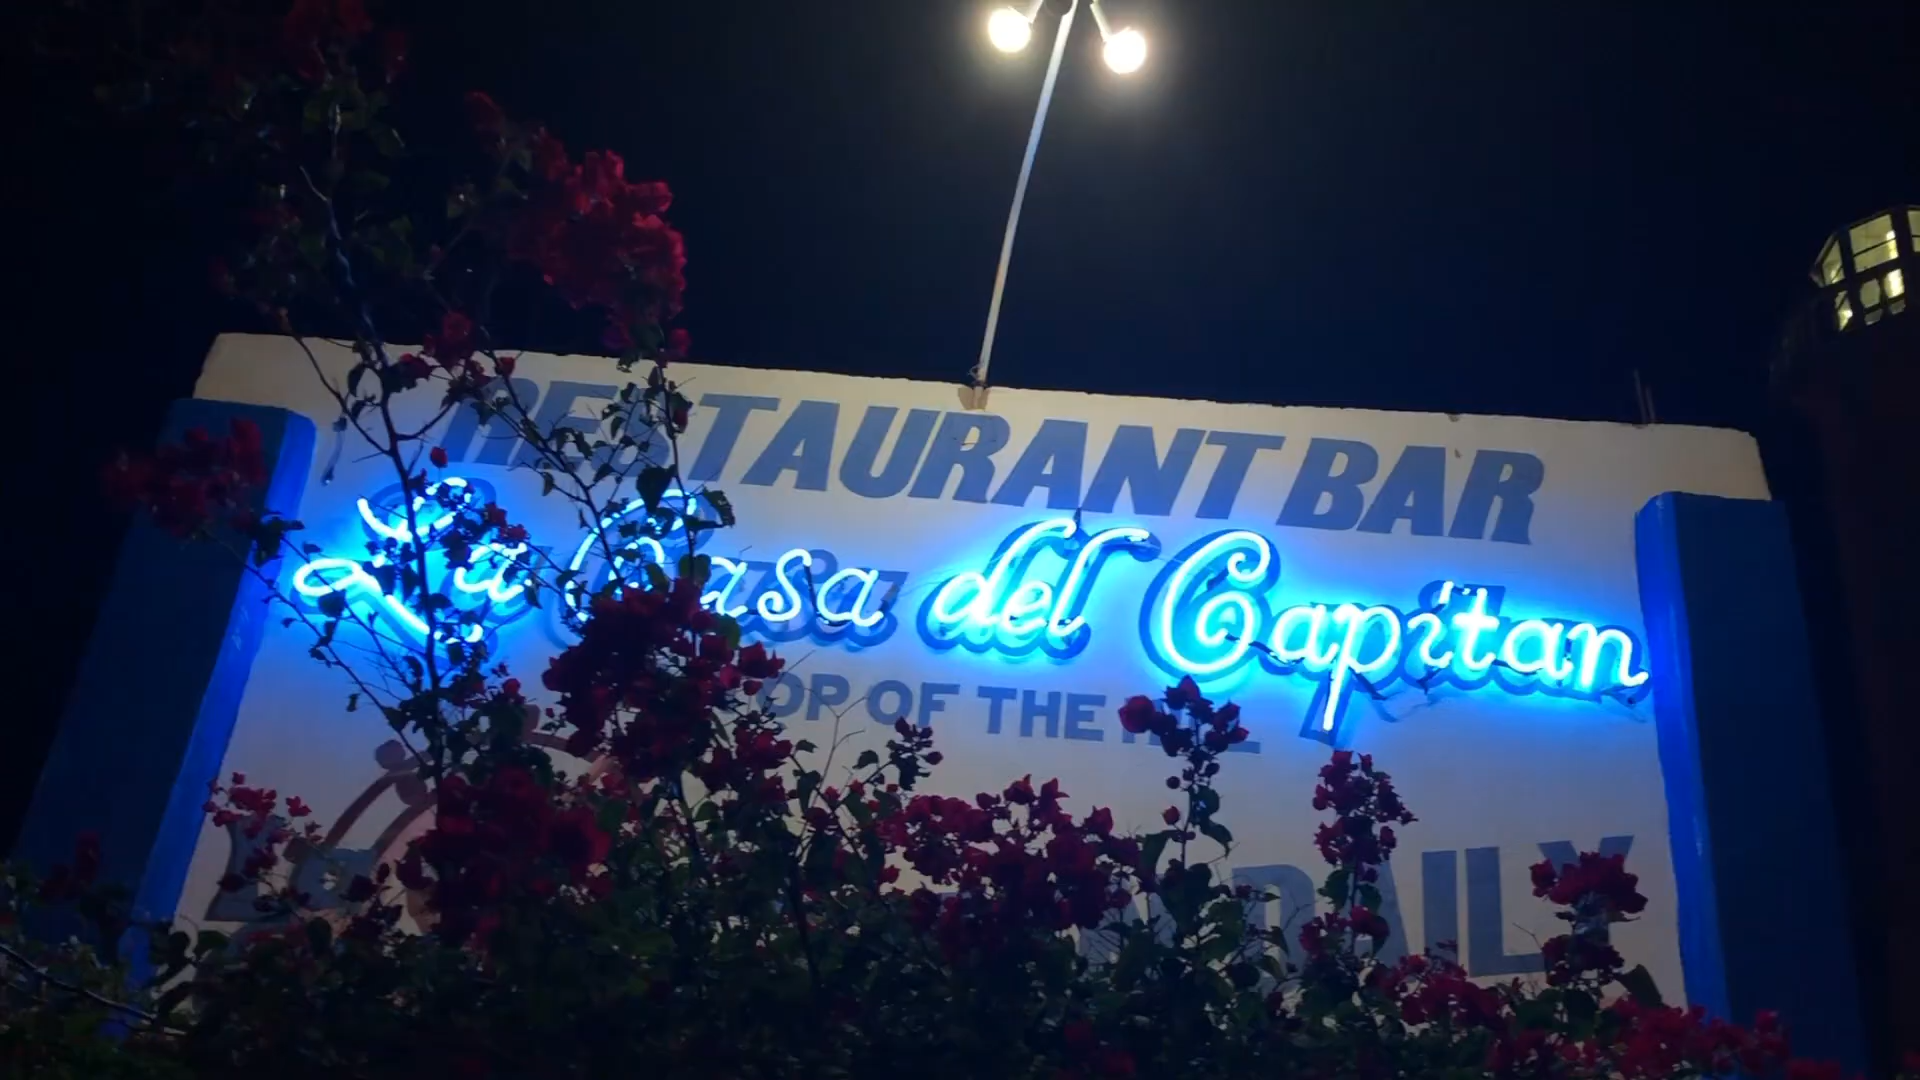 RESTAURANT BAR
La Casa del Capitan
TOP OF THE HILL
DAILY